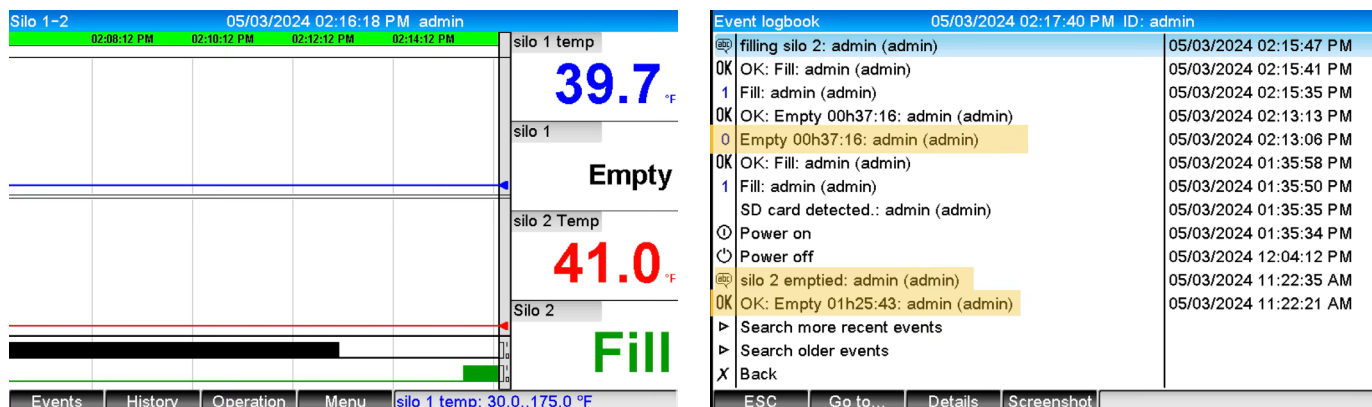 Silo 1-2 05/03/2024 02:16:18 PM admin
02:08:12 PM 02:10:12 PM 02:12:12 PM 02:14:12 PM
silo 1 temp
39.7 °F
silo 1
Empty
silo 2 Temp
41.0 °F
Silo 2
Fill
Events History Operation Menu silo 1 temp: 30.0..175.0 °F
Event logbook 05/03/2024 02:17:40 PM ID: admin
abc filling silo 2: admin (admin) 05/03/2024 02:15:47 PM
OK OK: Fill: admin (admin) 05/03/2024 02:15:41 PM
1 Fill: admin (admin) 05/03/2024 02:15:35 PM
OK OK: Empty 00h37:16: admin (admin) 05/03/2024 02:13:13 PM
0 Empty 00h37:16: admin (admin) 05/03/2024 02:13:06 PM
OK OK: Fill: admin (admin) 05/03/2024 01:35:58 PM
1 Fill: admin (admin) 05/03/2024 01:35:50 PM
SD card detected.: admin (admin) 05/03/2024 01:35:35 PM
Power on 05/03/2024 01:35:34 PM
Power off 05/03/2024 12:04:12 PM
abc silo 2 emptied: admin (admin) 05/03/2024 11:22:35 AM
OK OK: Empty 01h25:43: admin (admin) 05/03/2024 11:22:21 AM
Search more recent events
Search older events
X Back
ESC Go to... Details Screenshot